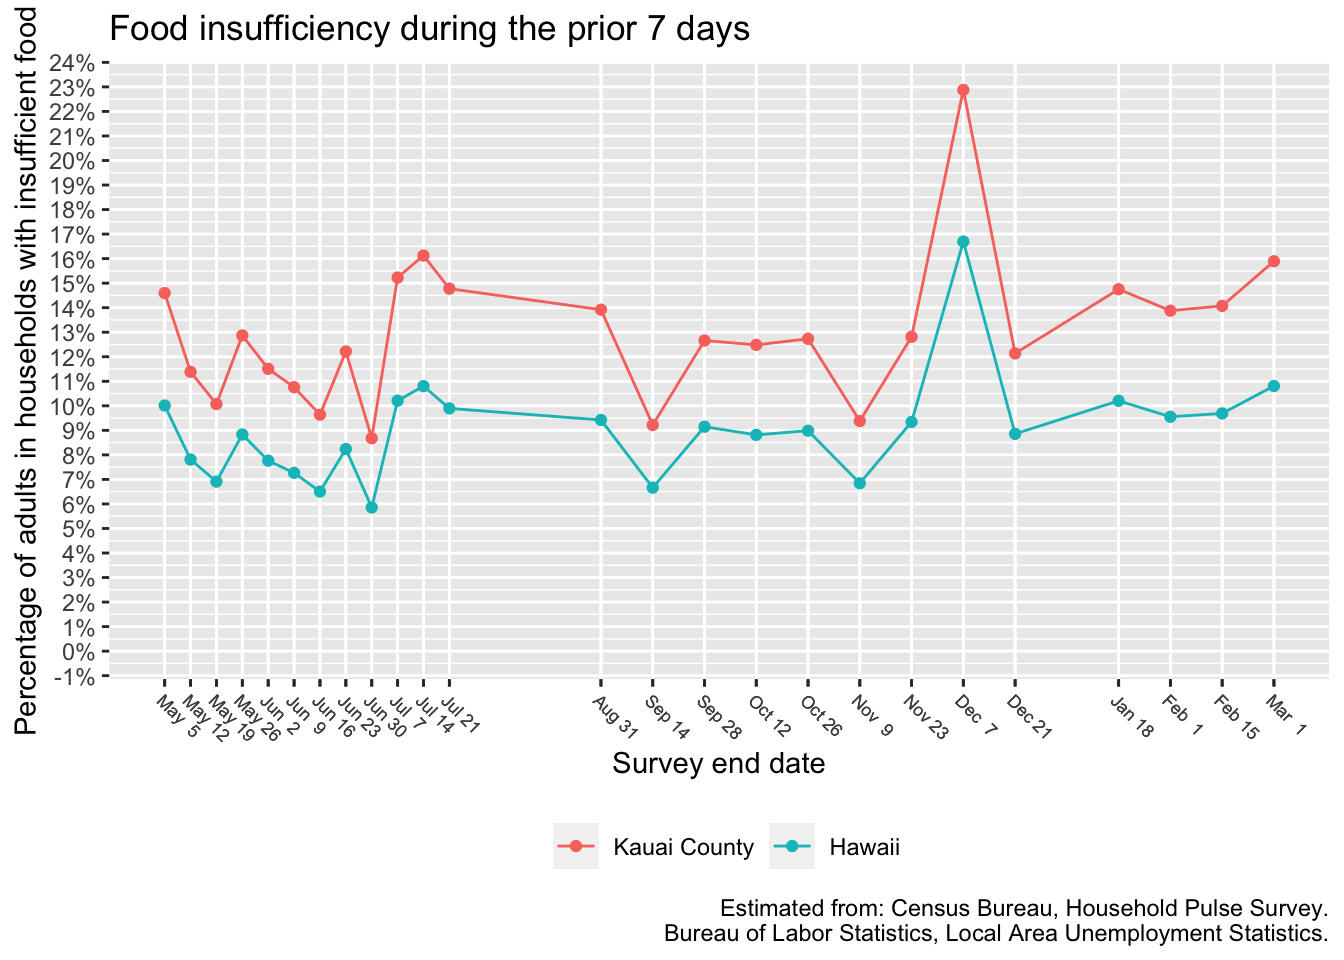 Food insufficiency during the prior 7 days
Percentage of adults in households with insufficient food
24%
23%
22%
21%
20%
19%
18%
17%
16%
15%
14%
13%
12%
11%
10%
9%
8%
7%
6%
5%
4%
3%
2%
1%
0%
-1%
May 5
May 12
May 19
May 26
Jun 2
Jun 9
Jun 16
Jun 23
Jun 30
Jul 7
Jul 14
Jul 21
Aug 31
Sep 14
Sep 28
Oct 12
Oct 26
Nov 9
Nov 23
Dec 7
Dec 21
Jan 18
Feb 1
Feb 15
Mar 1
Survey end date
Kauai County
Hawaii
Estimated from: Census Bureau, Household Pulse Survey.
Bureau of Labor Statistics, Local Area Unemployment Statistics.